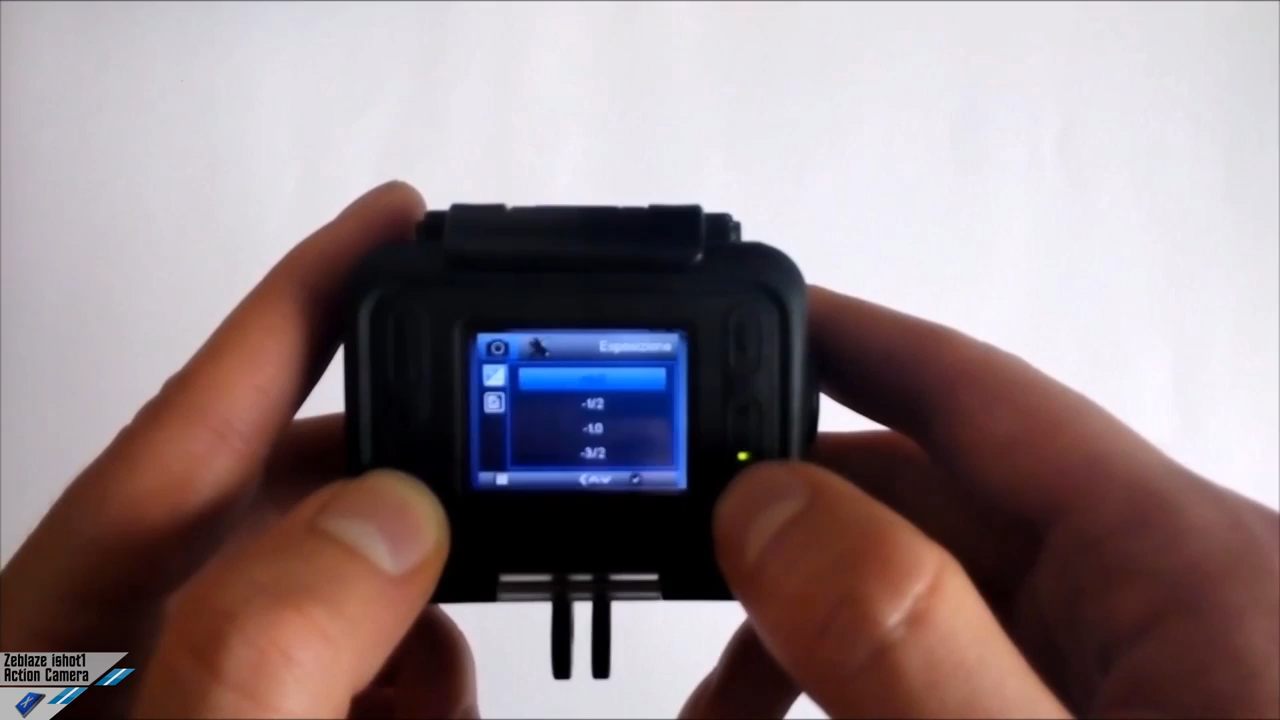 Esposizione
-1/2
-1.0
-3/2
Zeblaze ishot1
Action Camera